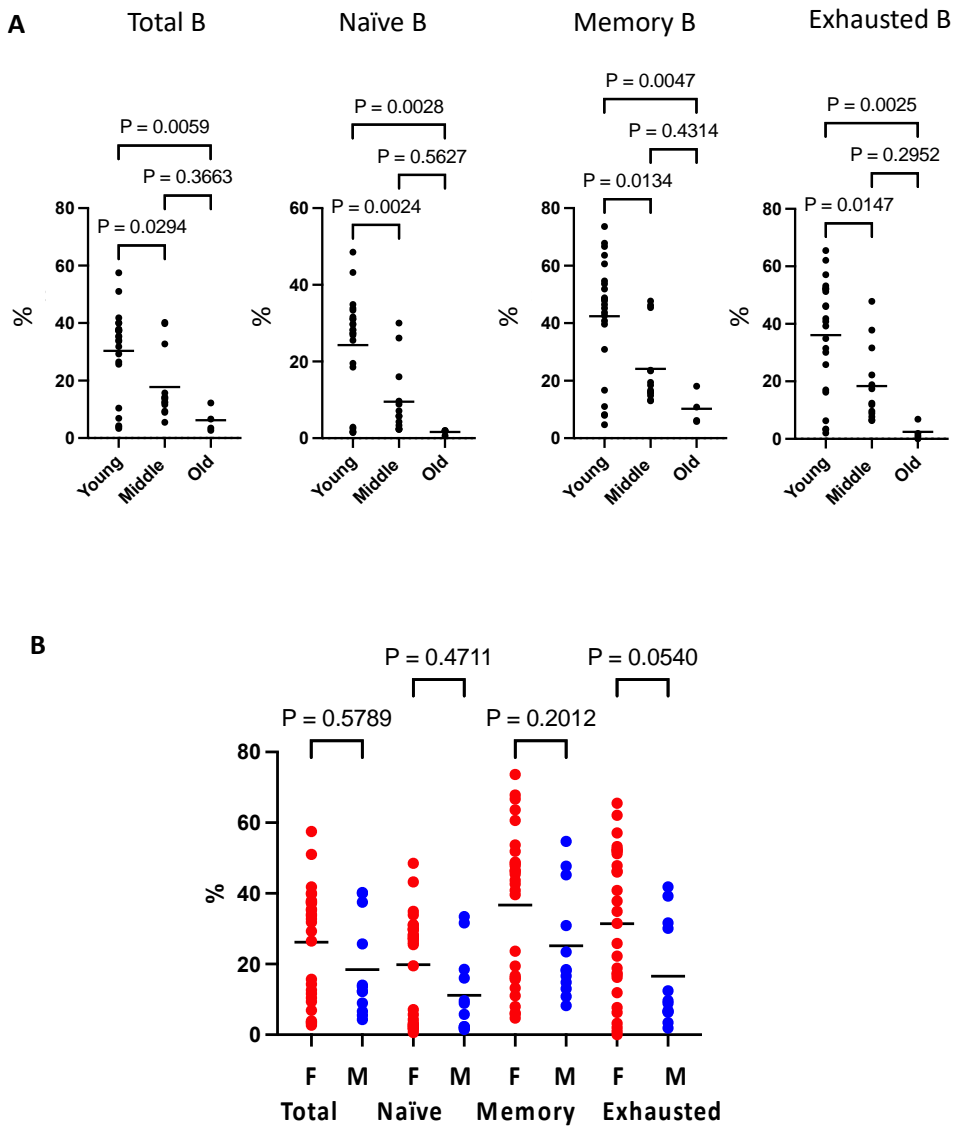 A
Total B
Naïve B
Memory B
Exhausted B
P = 0.0059
P = 0.3663
P = 0.0294
%
80
60
40
20
0
Young
Middle
Old
P = 0.0028
P = 0.5627
P = 0.0024
%
60
40
20
0
Young
Middle
Old
P = 0.0047
P = 0.4314
P = 0.0134
%
80
60
40
20
0
Young
Middle
Old
P = 0.0025
P = 0.2952
P = 0.0147
%
80
60
40
20
0
Young
Middle
Old
B
P = 0.4711
P = 0.0540
P = 0.5789
P = 0.2012
%
80
60
40
20
0
F M F M F M F M
Total Naïve Memory Exhausted